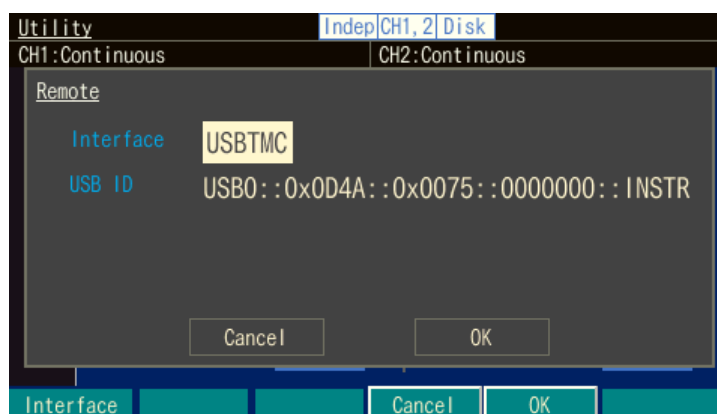 Utility Indep CH1,2 Disk
CH1:Continuous CH2:Continuous
Remote
Interface USBTMC
USB ID USB0::0x0D4A::0x0075::0000000::INSTR
Cancel OK
Interface Cancel OK